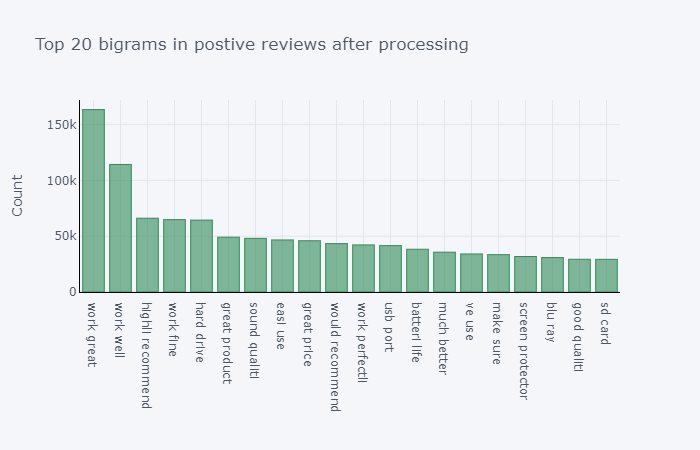 Top 20 bigrams in postive reviews after processing
Count
150k
100k
50k
0
work great
work well
highli recommend
work fine
hard drive
great product
sound qualiti
easi use
great price
would recommend
work perfectli
usb port
batteri life
much better
ve use
make sure
screen protector
blu ray
good qualiti
sd card